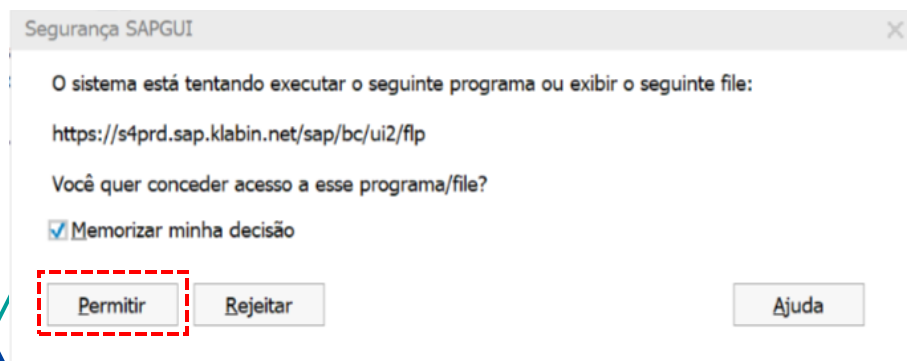 Segurança SAPGUI
O sistema está tentando executar o seguinte programa ou exibir o seguinte file:
https://s4prd.sap.klabin.net/sap/bc/ui2/flp
Você quer conceder acesso a esse programa/file?
Memorizar minha decisão
Permitir Rejeitar Ajuda